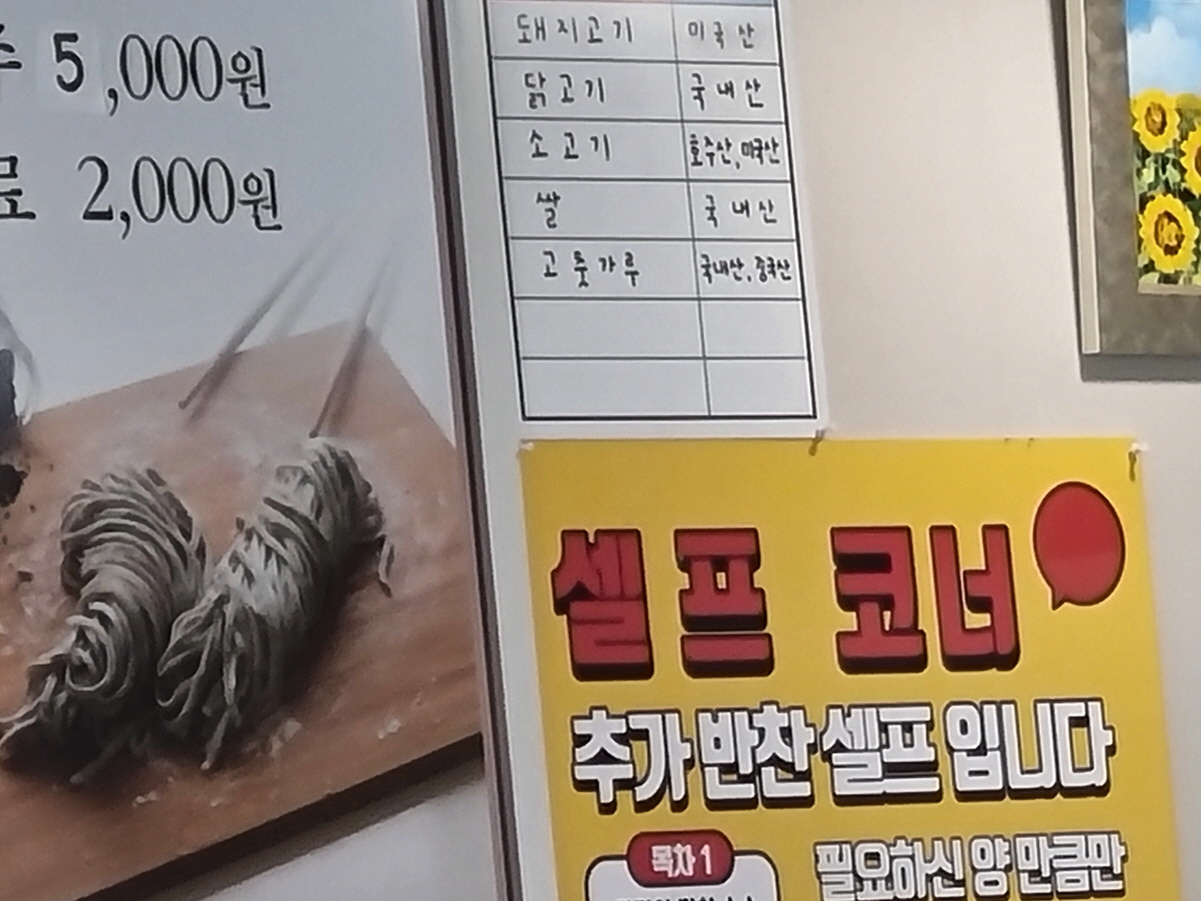 주 5,000원
료 2,000원
돼지고기 미국산
닭고기 국내산
소고기 호주산, 미국산
쌀 국내산
고춧가루 국내산, 중국산
셀프 코너
추가 반찬 셀프 입니다
목차 1
필요하신 양 만큼만